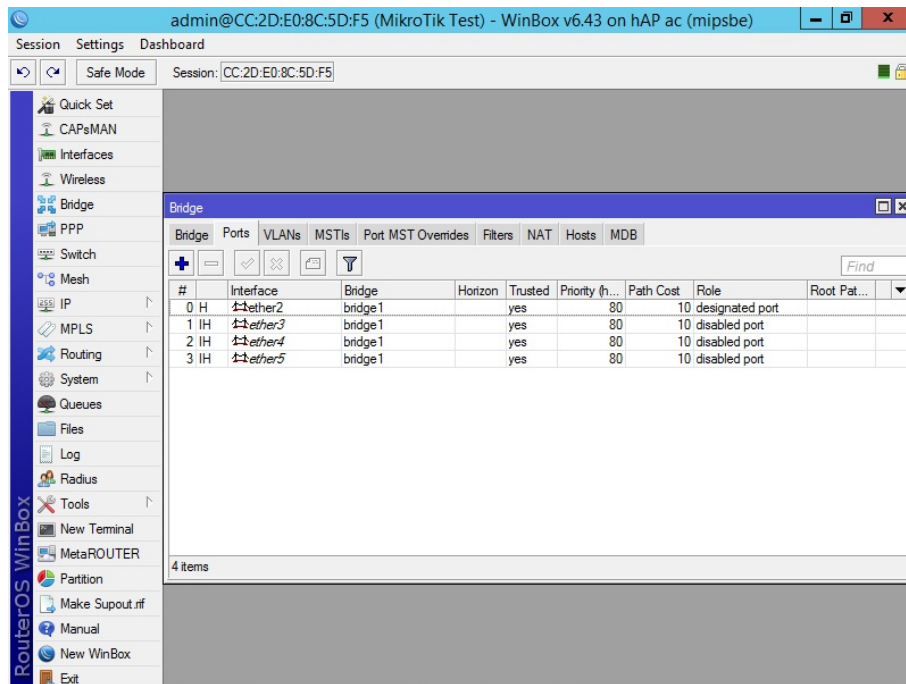 admin@CC:2D:E0:8C:5D:F5 (MikroTik Test) - WinBox v6.43 on hAP ac (mipsbe)
Session Settings Dashboard
Safe Mode Session: CC:2D:E0:8C:5D:F5
Quick Set
CAPsMAN
Interfaces
Wireless
Bridge
PPP
Switch
Mesh
IP
MPLS
Routing
System
Queues
Files
Log
Radius
Tools
New Terminal
MetaROUTER
Partition
Make Supout.rif
Manual
New WinBox
Exit
RouterOS WinBox
Bridge
Bridge Ports VLANs MSTIs Port MST Overrides Filters NAT Hosts MDB
Find
# Interface Bridge Horizon Trusted Priority (h... Path Cost Role Root Pat...
0 H ether2 bridge1 yes 80 10 designated port
1 IH ether3 bridge1 yes 80 10 disabled port
2 IH ether4 bridge1 yes 80 10 disabled port
3 IH ether5 bridge1 yes 80 10 disabled port
4 items